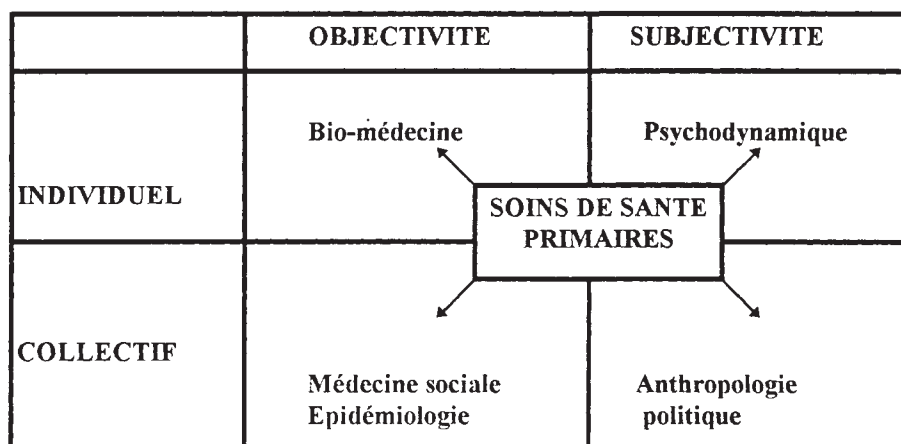 OBJECTIVITE SUBJECTIVITE
Bio-médecine Psychodynamique
INDIVIDUEL
SOINS DE SANTE
PRIMAIRES
COLLECTIF
Médecine sociale
Epidémiologie
Anthropologie
politique